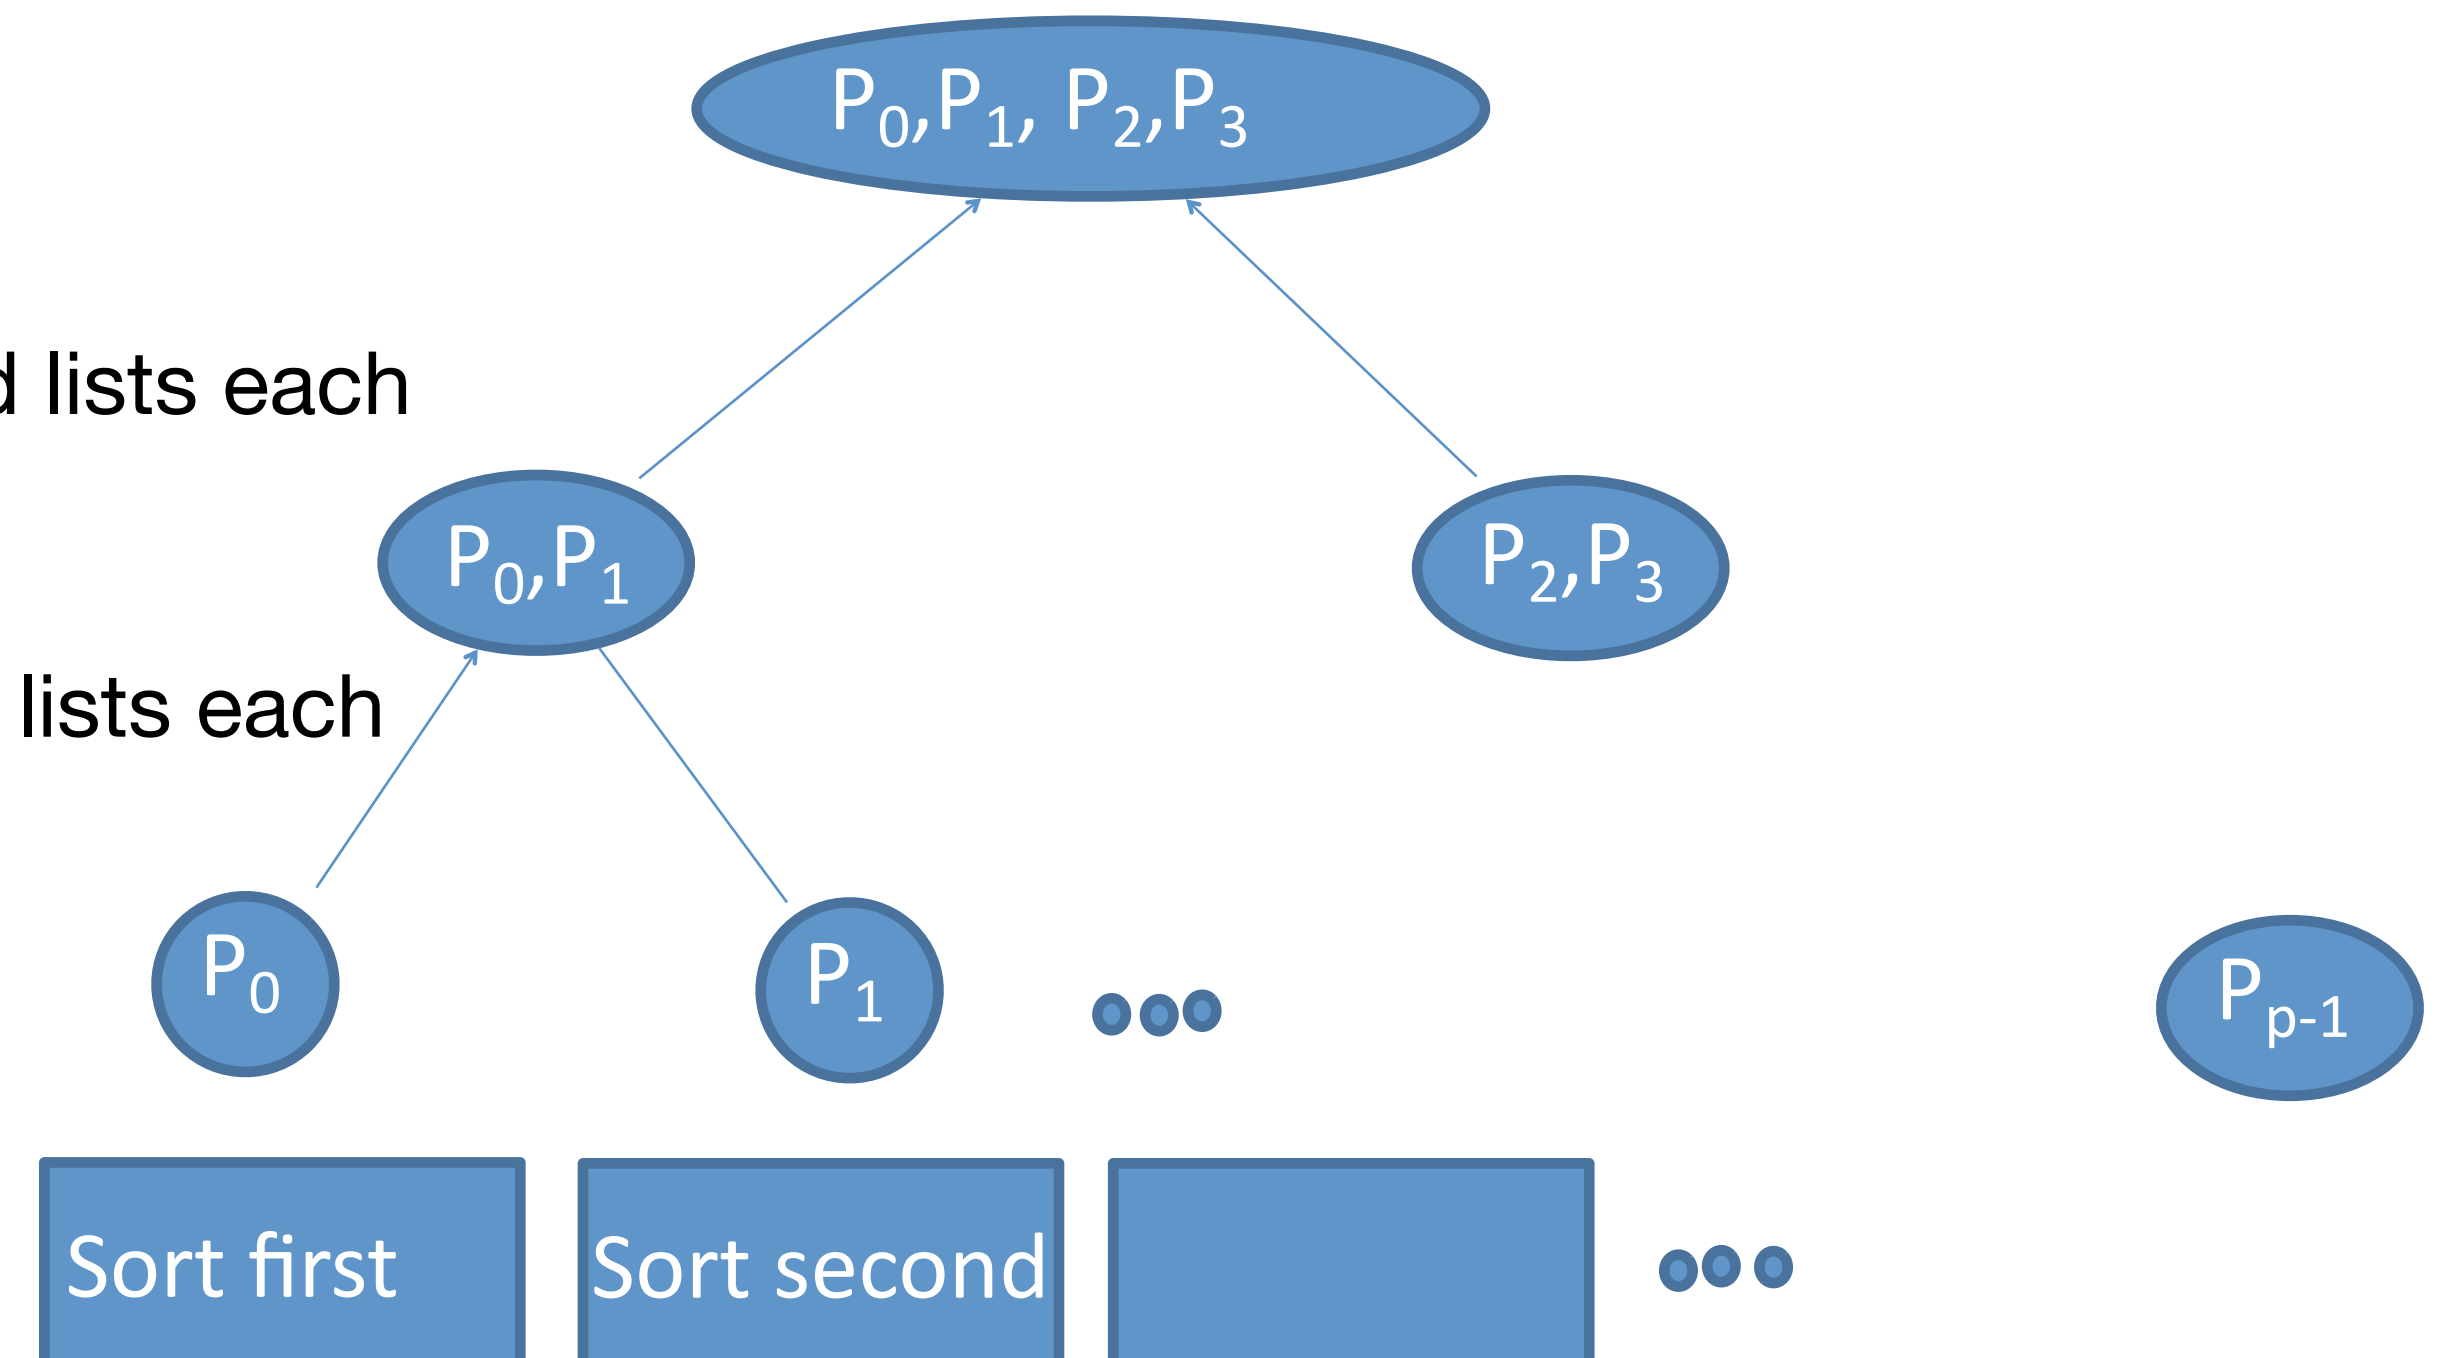 P₀,P₁, P₂,P₃
lists each
P₀,P₁
P₂,P₃
lists each
P₀
P₁
Pₚ₋₁
Sort first
Sort second